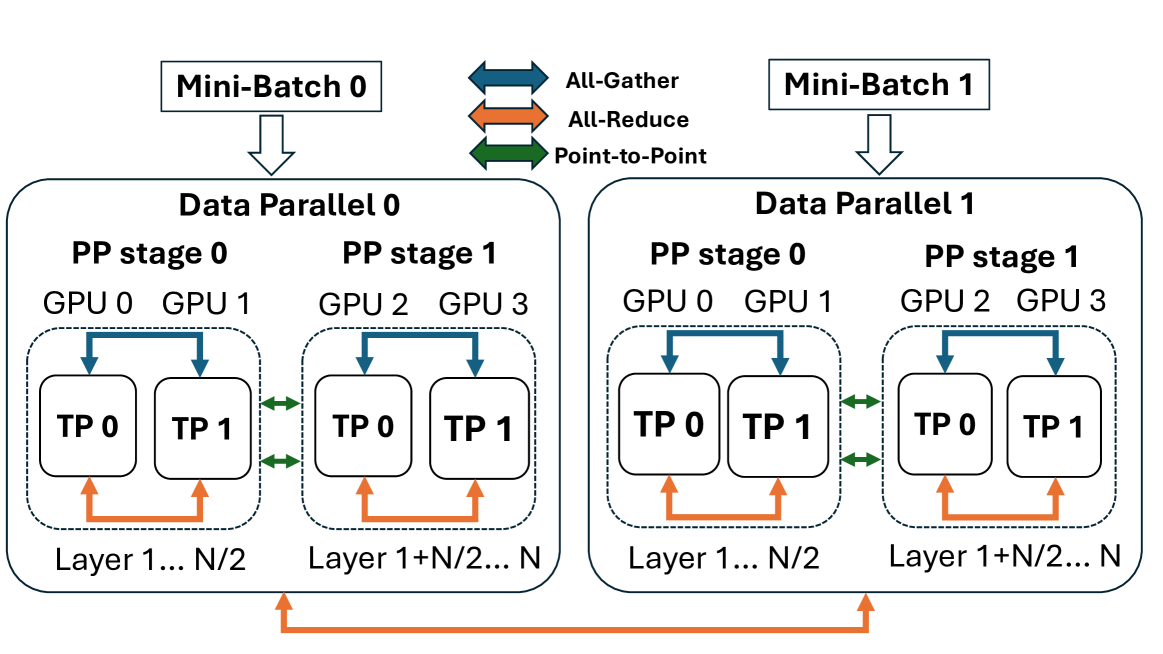 Mini-Batch 0
All-Gather
All-Reduce
Point-to-Point
Mini-Batch 1
Data Parallel 0
PP stage 0
PP stage 1
GPU 0
GPU 1
GPU 2
GPU 3
TP 0
TP 1
TP 0
TP 1
Layer 1... N/2
Layer 1+N/2... N
Data Parallel 1
PP stage 0
PP stage 1
GPU 0
GPU 1
GPU 2
GPU 3
TP 0
TP 1
TP 0
TP 1
Layer 1... N/2
Layer 1+N/2... N